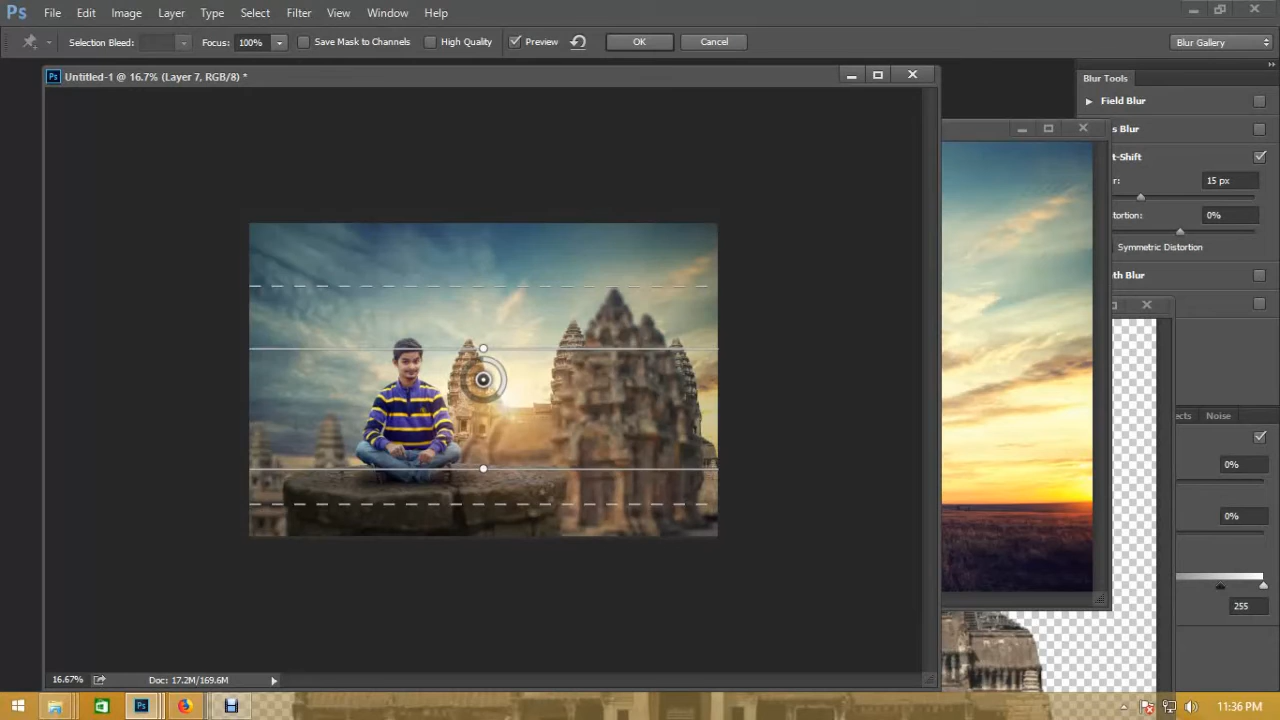 Ps File Edit Image Layer Type Select Filter View Window Help
Selection Bleed: Focus: 100% Save Mask to Channels High Quality Preview OK Cancel Blur Gallery
Ps Untitled-1 @ 16.7% (Layer 7, RGB/8) *
Blur Tools
Field Blur
s Blur
t-Shift
r: 15 px
tortion: 0%
Symmetric Distortion
th Blur
ects Noise
0%
0%
255
16.67% Doc: 17.2M/169.6M
Ps 11:36 PM